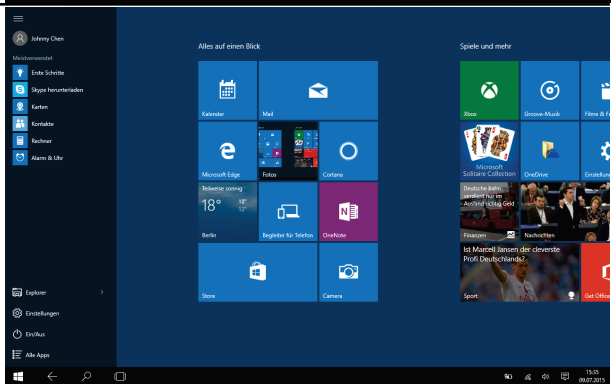 Johnny Chen
Meistverwendet
Erste Schritte
Skype herunterladen
Karten
Kontakte
Rechner
Alarm & Uhr
Explorer
Einstellungen
Ein/Aus
Alle Apps
Alles auf einen Blick
Kalender
Mail
Microsoft Edge
Fotos
Cortana
Teilweise sonnig
18°
18°
12°
Berlin
Begleiter für Telefon
OneNote
Store
Camera
Spiele und mehr
Xbox
Groove-Musik
Filme & Fe
Microsoft
Solitaire Collection
OneDrive
Einstellun
Deutsche Bahn
verdient nur im
Ausland richtig Geld
Finanzen
Nachrichten
Ist Marcell Jansen der cleverste
Profi Deutschlands?
Sport
Get Office
15:35
09.07.2015